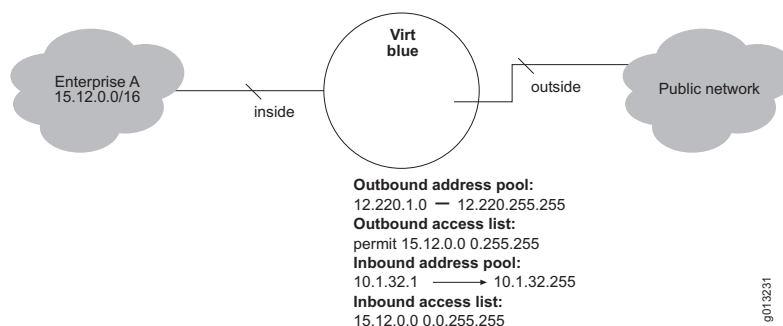 Virt
blue
Enterprise A
15.12.0.0/16
inside
outside
Public network
Outbound address pool:
12.220.1.0 — 12.220.255.255
Outbound access list:
permit 15.12.0.0 0.255.255
Inbound address pool:
10.1.32.1 → 10.1.32.255
Inbound access list:
15.12.0.0 0.0.255.255
g013231